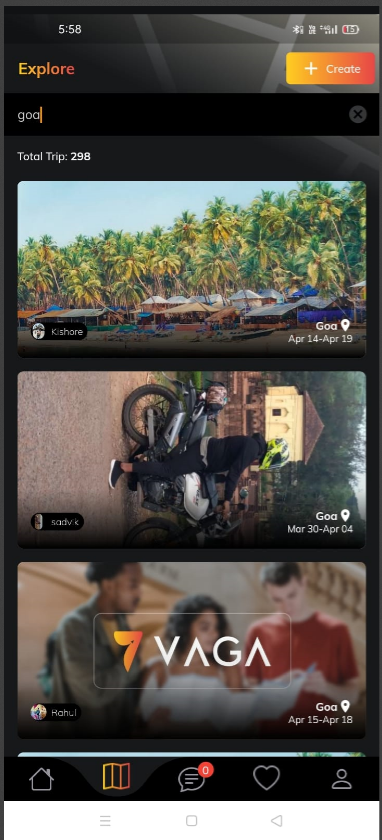 5:58
Explore
Create
goa
Total Trip: 298
Kishore
Goa
Apr 14-Apr 19
sadvik
Goa
Mar 30-Apr 04
VAGA
Rahul
Goa
Apr 15-Apr 18
0